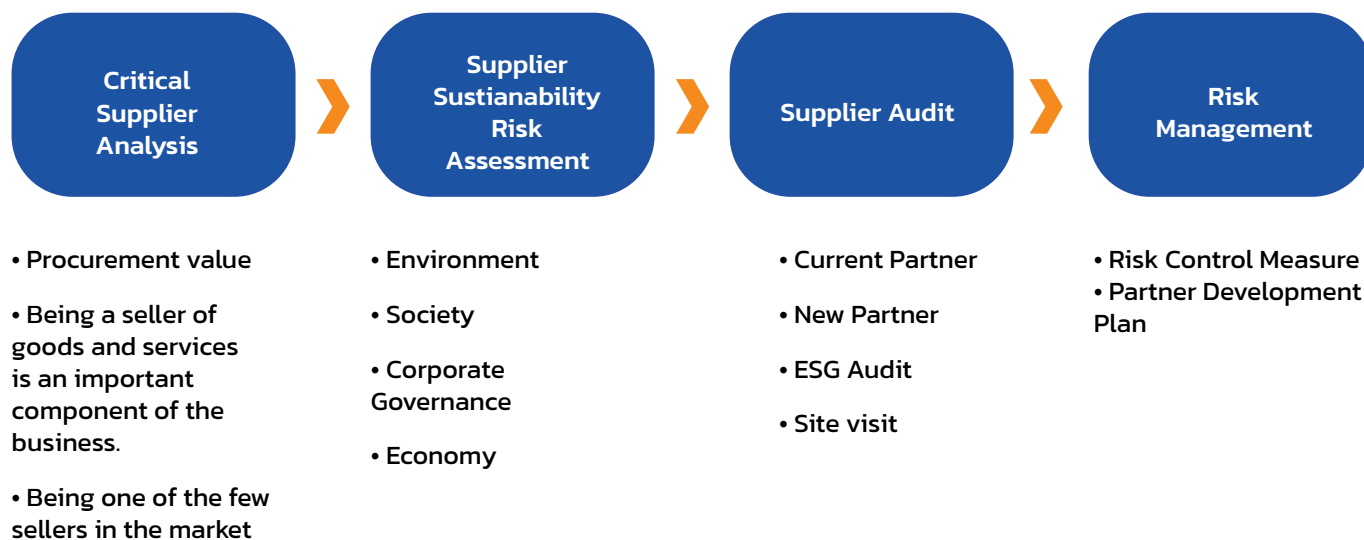 Critical
Supplier
Analysis
Supplier
Sustianability
Risk
Assessment
Supplier Audit
Risk
Management
• Procurement value
• Being a seller of
goods and services
is an important
component of the
business.
• Being one of the few
sellers in the market
• Environment
• Society
• Corporate
Governance
• Economy
• Current Partner
• New Partner
• ESG Audit
• Site visit
• Risk Control Measure
• Partner Development
Plan